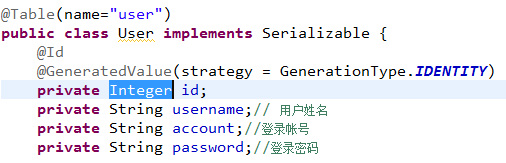 @Table(name="user")
public class User implements Serializable {
@Id
@GeneratedValue(strategy = GenerationType.IDENTITY)
private Integer id;
private String username;// 用户姓名
private String account;//登录帐号
private String password;//登录密码